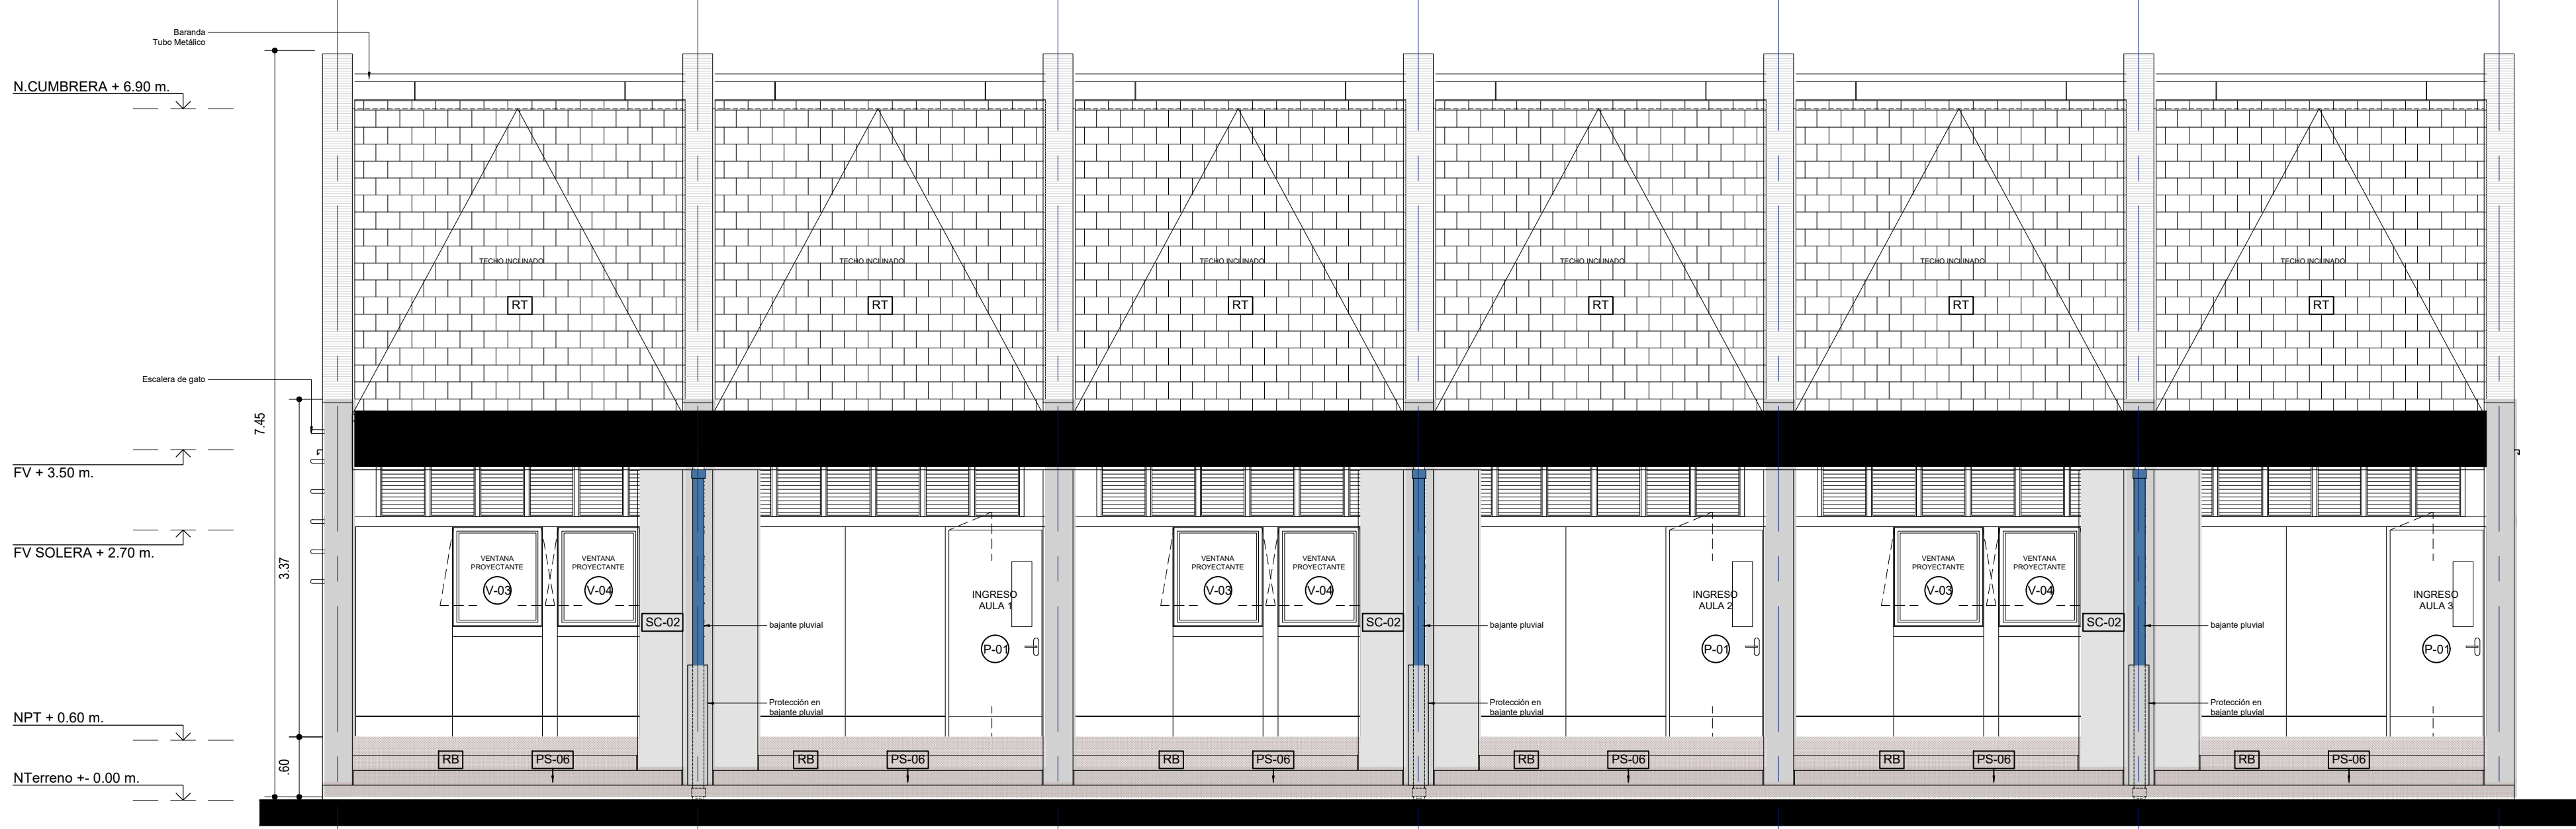 Baranda
Tubo Metálico
N.CUMBRERA + 6.90 m.
TECHO INCLINADO
TECHO INCLINADO
TECHO INCLINADO
TECHO INCLINADO
TECHO INCLINADO
TECHO INCLINADO
RT
RT
RT
RT
RT
RT
Escalera de gato
7.45
FV + 3.50 m.
FV SOLERA + 2.70 m.
3.37
VENTANA
PROYECTANTE
V-03
VENTANA
PROYECTANTE
V-04
SC-02
bajante pluvial
INGRESO
AULA 1
P-01
Protección en
bajante pluvial
VENTANA
PROYECTANTE
V-03
VENTANA
PROYECTANTE
V-04
SC-02
bajante pluvial
INGRESO
AULA 2
P-01
Protección en
bajante pluvial
VENTANA
PROYECTANTE
V-03
VENTANA
PROYECTANTE
V-04
SC-02
bajante pluvial
INGRESO
AULA 3
P-01
Protección en
bajante pluvial
NPT + 0.60 m.
.60
RB
PS-06
RB
PS-06
RB
PS-06
RB
PS-06
RB
PS-06
RB
PS-06
NTerreno +- 0.00 m.